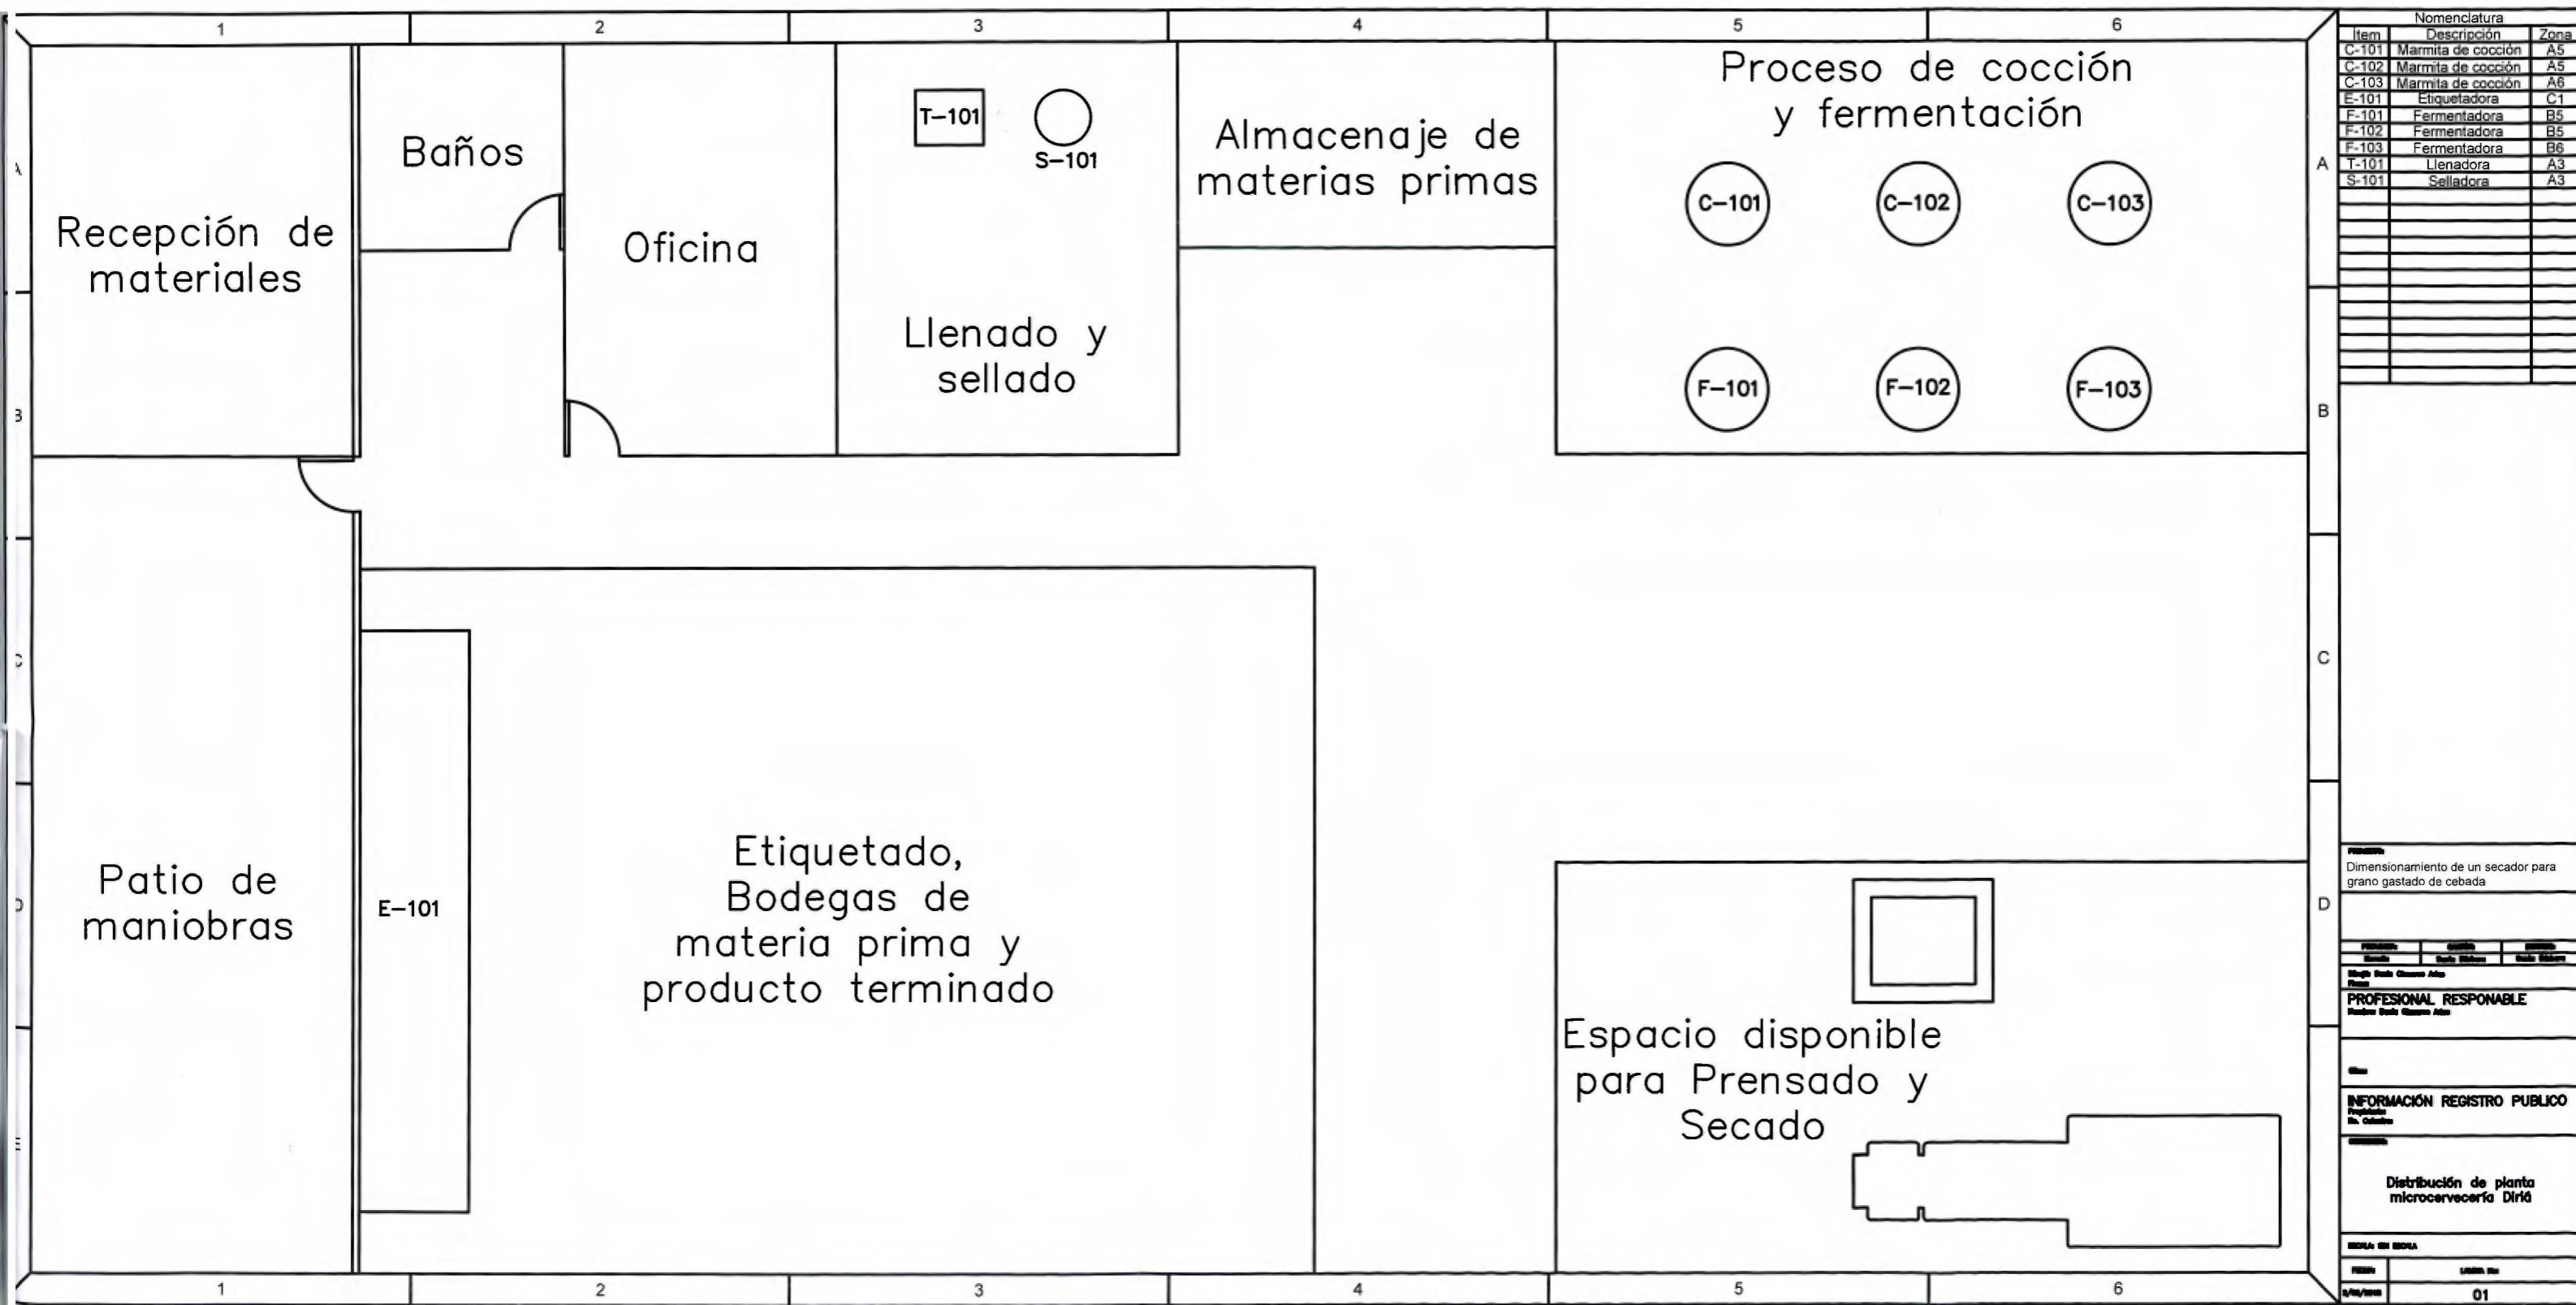 1 2 3 4 5 6
A
B
C
D
Recepción de
materiales
Baños
Oficina
T-101
S-101
Llenado y
sellado
Almacenaje de
materias primas
Proceso de cocción
y fermentación
C-101
C-102
C-103
F-101
F-102
F-103
Patio de
maniobras
E-101
Etiquetado,
Bodegas de
materia prima y
producto terminado
Espacio disponible
para Prensado y
Secado
1 2 3 4 5 6
Nomenclatura
Item Descripción Zona
C-101 Marmita de cocción A5
C-102 Marmita de cocción A5
C-103 Marmita de cocción A6
E-101 Etiquetadora C1
F-101 Fermentadora B5
F-102 Fermentadora B5
F-103 Fermentadora B6
T-101 Llenadora A3
S-101 Selladora A3
Dimensionamiento de un secador para
grano gastado de cebada
PROFESIONAL RESPONABLE
INFORMACIÓN REGISTRO PUBLICO
Distribución de planta
microcervecería Diriá
01